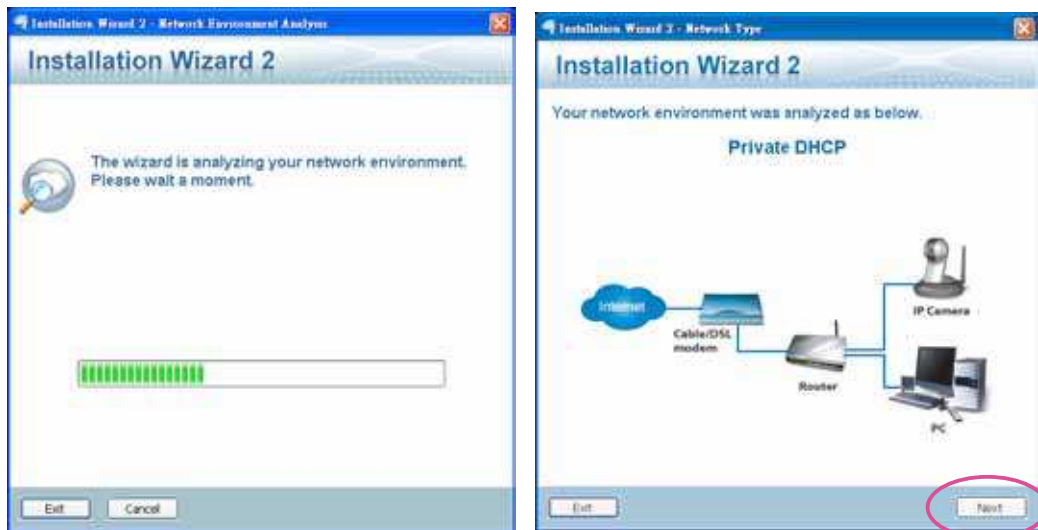 Installation Wizard 2 - Network Environment Analysis
Installation Wizard 2
The wizard is analyzing your network environment.
Please wait a moment.
Exit
Cancel
Installation Wizard 2 - Network Type
Installation Wizard 2
Your network environment was analyzed as below.
Private DHCP
Internet
Cable/DSL
modem
Router
IP Camera
PC
Exit
Next